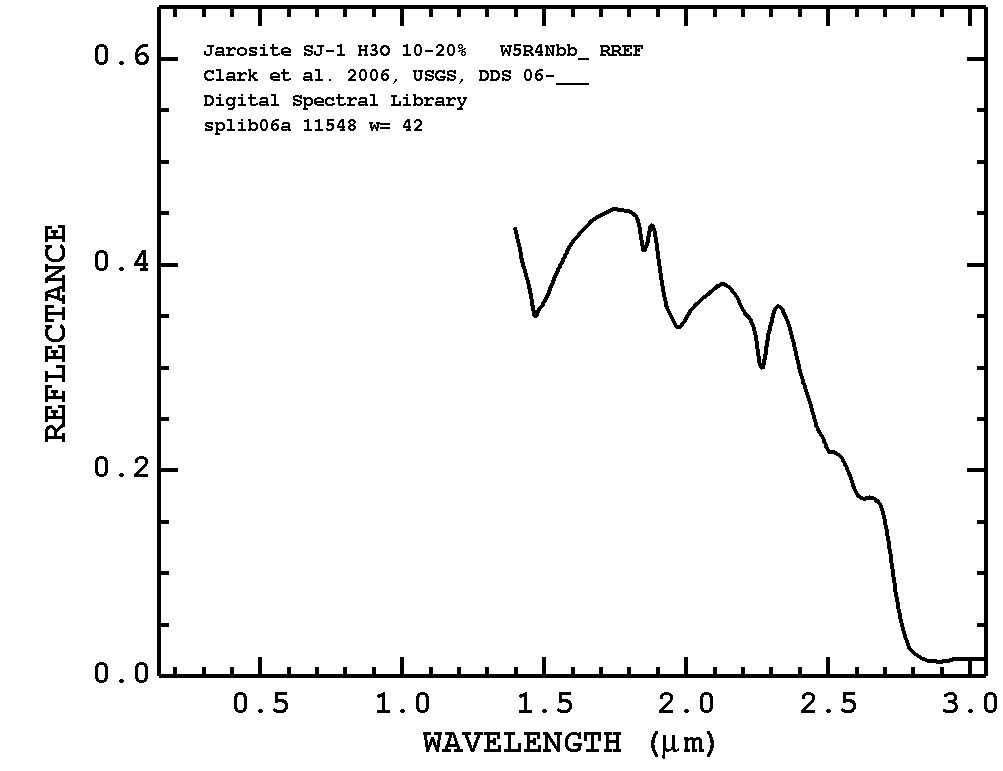 Jarosite SJ-1 H3O 10-20% W5R4Nbb_ RREF
Clark et al. 2006, USGS, DDS 06-___
Digital Spectral Library
splib06a 11548 w= 42
0.6
0.4
0.2
0.0
REFLECTANCE
0.5 1.0 1.5 2.0 2.5 3.0
WAVELENGTH (μm)